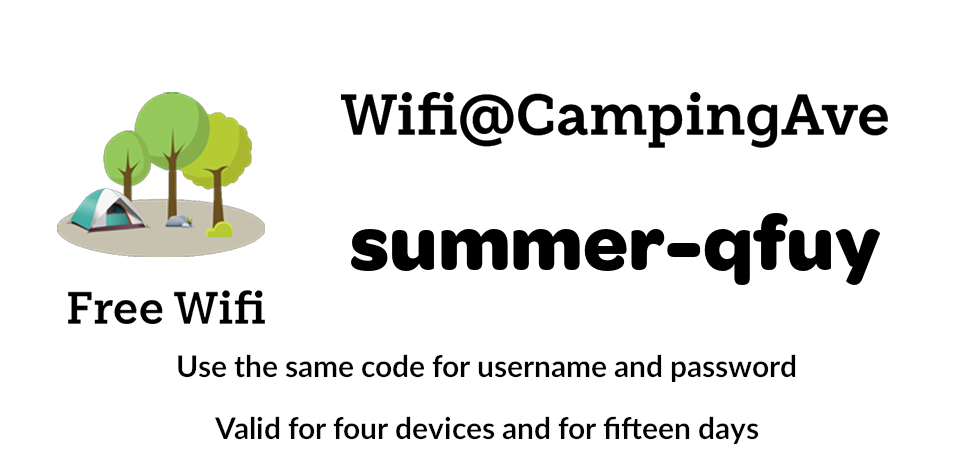 Wifi@CampingAve
summer-qfuy
Free Wifi
Use the same code for username and password
Valid for four devices and for fifteen days